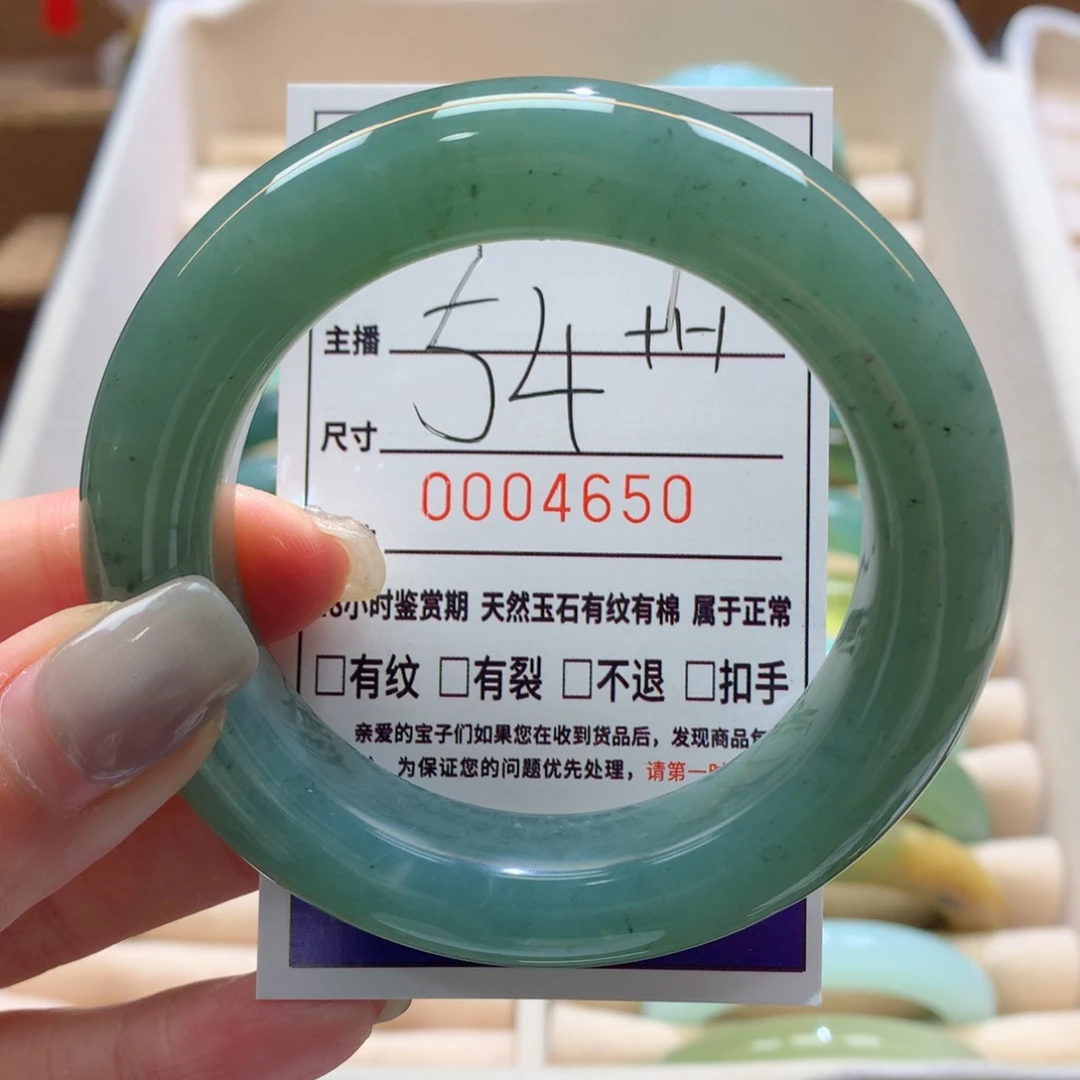 主播
尺寸 54
0004650
小时鉴赏期 天然玉石有纹有棉 属于正常
□有纹 □有裂 □不退 □扣手
亲爱的宝子们如果您在收到货品后，发现商品
为保证您的问题优先处理，请第一